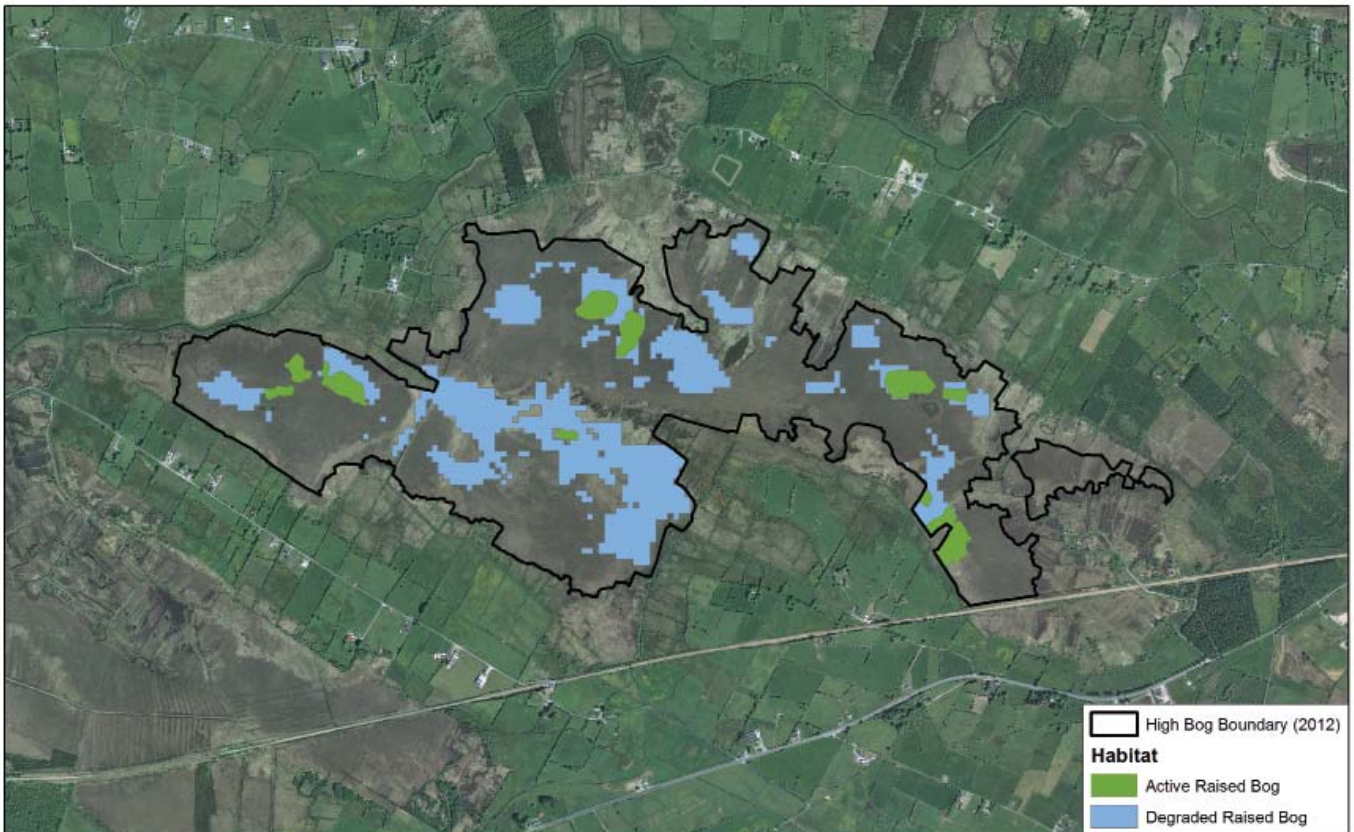 High Bog Boundary (2012)
Habitat
Active Raised Bog
Degraded Raised Bog